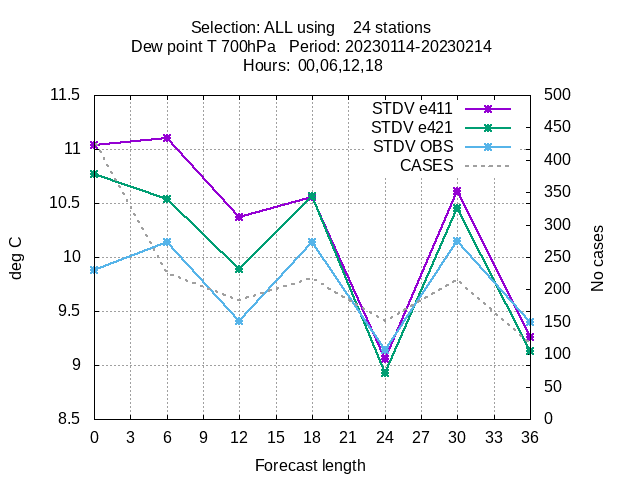 Selection: ALL using    24 stations
Dew point T 700hPa   Period: 20230114-20230214
Hours:  00,06,12,18
11.5
11
10.5
10
9.5
9
8.5
deg C
STDV e411
STDV e421
STDV OBS
CASES
500
450
400
350
300
250
200
150
100
50
0
No cases
0 3 6 9 12 15 18 21 24 27 30 33 36
Forecast length